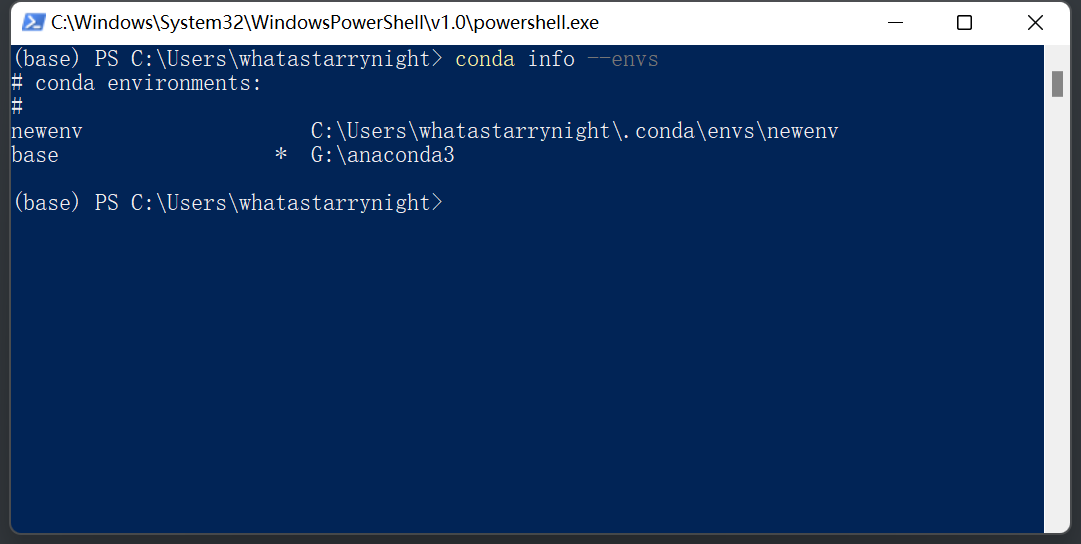 C:\Windows\System32\WindowsPowerShell\v1.0\powershell.exe
(base) PS C:\Users\whatastarrynight> conda info --envs
# conda environments:
#
newenv                   C:\Users\whatastarrynight\.conda\envs\newenv
base                  *  G:\anaconda3
(base) PS C:\Users\whatastarrynight>